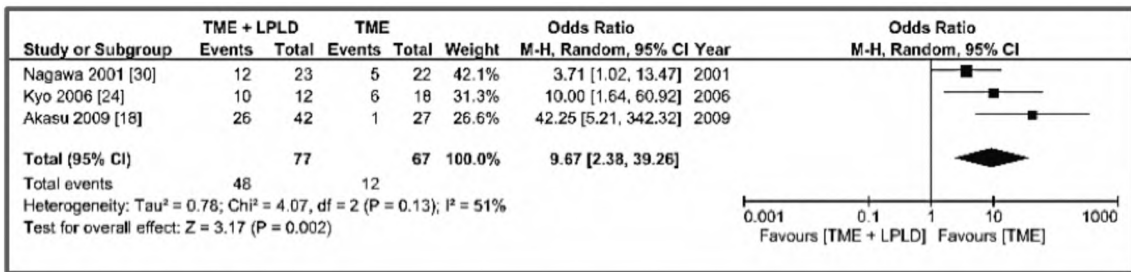 TME + LPLD TME Odds Ratio Odds Ratio
Study or Subgroup Events Total Events Total Weight M-H, Random, 95% CI Year M-H, Random, 95% CI
Nagawa 2001 [30] 12 23 5 22 42.1% 3.71 [1.02, 13.47] 2001
Kyo 2006 [24] 10 12 6 18 31.3% 10.00 [1.64, 60.92] 2006
Akasu 2009 [18] 26 42 1 27 26.6% 42.25 [5.21, 342.32] 2009
Total (95% CI) 77 67 100.0% 9.67 [2.38, 39.26]
Total events 48 12
Heterogeneity: Tau² = 0.78; Chi² = 4.07, df = 2 (P = 0.13); I² = 51%
Test for overall effect: Z = 3.17 (P = 0.002)
0.001 0.1 1 10 1000
Favours [TME + LPLD] Favours [TME]